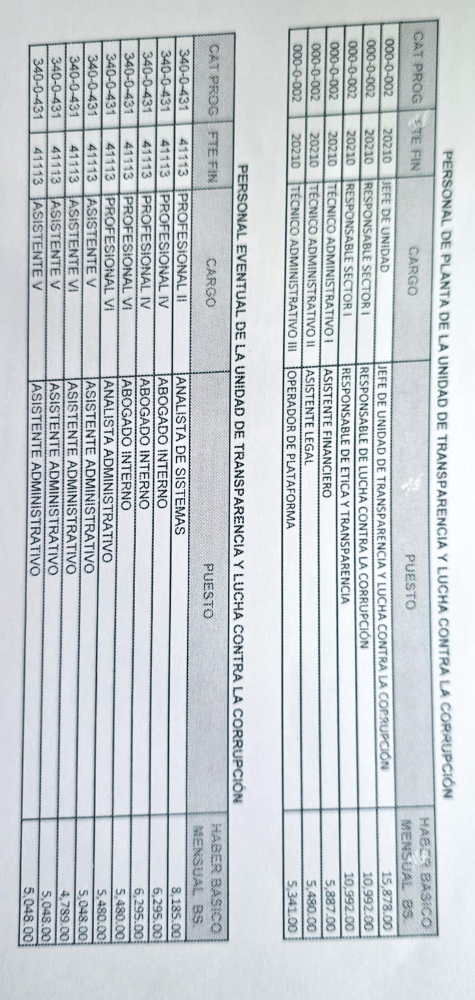 PERSONAL DE PLANTA DE LA UNIDAD DE TRANSPARENCIA Y LUCHA CONTRA LA CORRUPCIÓN
CAT PROG FTE FIN CARGO PUESTO HABER BASICO MENSUAL BS.
000-0-002 20210 JEFE DE UNIDAD JEFE DE UNIDAD DE TRANSPARENCIA Y LUCHA CONTRA LA CORRUPCIÓN 15,878.00
000-0-002 20210 RESPONSABLE SECTOR I RESPONSABLE DE LUCHA CONTRA LA CORRUPCIÓN 10,992.00
000-0-002 20210 RESPONSABLE SECTOR I RESPONSABLE DE ETICA Y TRANSPARENCIA 10,992.00
000-0-002 20210 TÉCNICO ADMINISTRATIVO I ASISTENTE FINANCIERO 5,887.00
000-0-002 20210 TÉCNICO ADMINISTRATIVO II ASISTENTE LEGAL 5,480.00
000-0-002 20210 TÉCNICO ADMINISTRATIVO III OPERADOR DE PLATAFORMA 5,341.00
PERSONAL EVENTUAL DE LA UNIDAD DE TRANSPARENCIA Y LUCHA CONTRA LA CORRUPCIÓN
CAT PROG FTE FIN CARGO PUESTO HABER BASICO MENSUAL BS.
340-0-431 41113 PROFESIONAL II ANALISTA DE SISTEMAS 8,185.00
340-0-431 41113 PROFESIONAL IV ABOGADO INTERNO 6,295.00
340-0-431 41113 PROFESIONAL IV ABOGADO INTERNO 6,295.00
340-0-431 41113 PROFESIONAL VI ABOGADO INTERNO 5,480.00
340-0-431 41113 PROFESIONAL VI ANALISTA ADMINISTRATIVO 5,480.00
340-0-431 41113 ASISTENTE V ASISTENTE ADMINISTRATIVO 5,048.00
340-0-431 41113 ASISTENTE VI ASISTENTE ADMINISTRATIVO 4,789.00
340-0-431 41113 ASISTENTE V ASISTENTE ADMINISTRATIVO 5,048.00
340-0-431 41113 ASISTENTE V ASISTENTE ADMINISTRATIVO 5,048.00